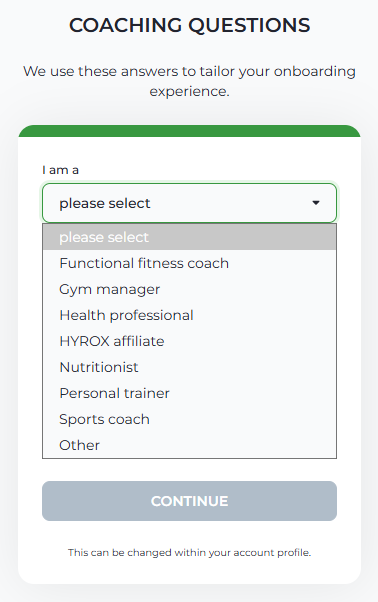 COACHING QUESTIONS
We use these answers to tailor your onboarding
experience.
I am a
please select
please select
Functional fitness coach
Gym manager
Health professional
HYROX affiliate
Nutritionist
Personal trainer
Sports coach
Other
CONTINUE
This can be changed within your account profile.